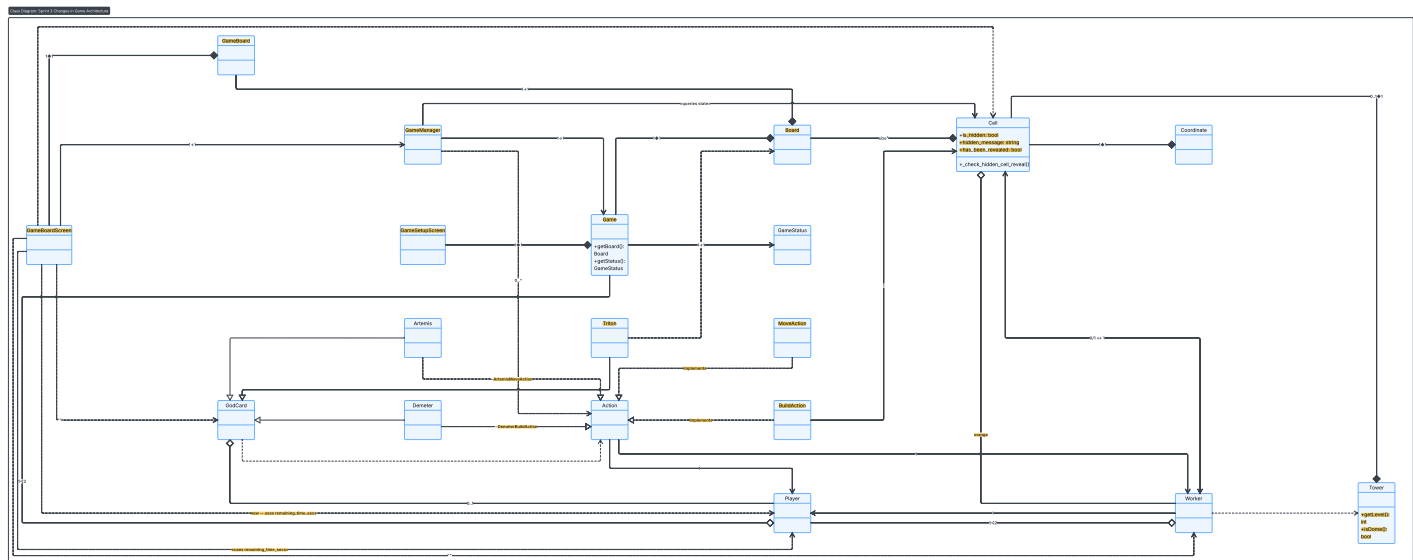 Class Diagram: Sprint 3 Changes in Game Architecture
GameBoard
queries state
GameManager
Board
Cell
+is_hidden: bool
+hidden_message: string
+has_been_revealed: bool
+_check_hidden_cell_reveal()
Coordinate
GameBoardScreen
GameSetupScreen
Game
+getBoard():
Board
+getStatus():
GameStatus
GameStatus
0..*
Artemis
Triton
MoveAction
implements
ArtemisMoveAction
GodCard
Demeter
Action
BuildAction
DemeterBuildAction
implements
Player
Worker
Tower
+getLevel():
int
+isDome():
bool